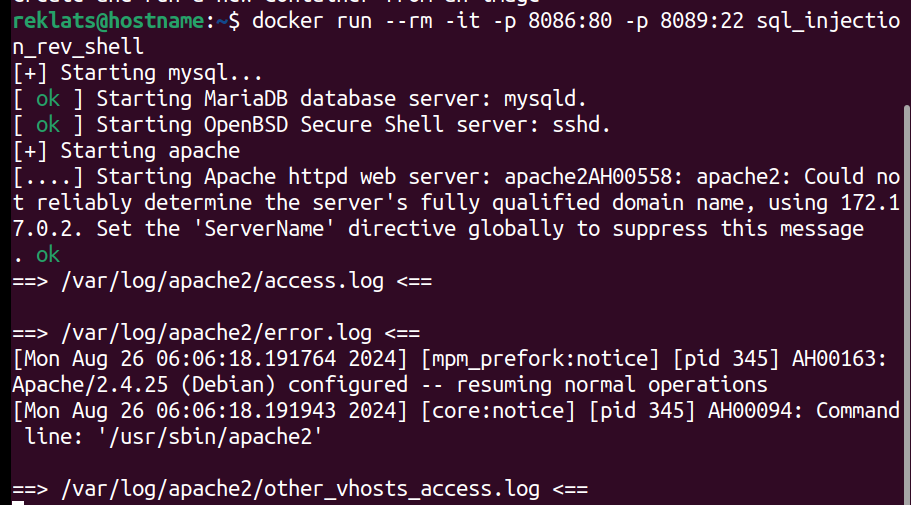 reklats@hostname:~$ docker run --rm -it -p 8086:80 -p 8089:22 sql_injectio
n_rev_shell
[+] Starting mysql...
[ ok ] Starting MariaDB database server: mysqld.
[ ok ] Starting OpenBSD Secure Shell server: sshd.
[+] Starting apache
[....] Starting Apache httpd web server: apache2AH00558: apache2: Could no
t reliably determine the server's fully qualified domain name, using 172.1
7.0.2. Set the 'ServerName' directive globally to suppress this message
. ok
==> /var/log/apache2/access.log <==
==> /var/log/apache2/error.log <==
[Mon Aug 26 06:06:18.191764 2024] [mpm_prefork:notice] [pid 345] AH00163:
Apache/2.4.25 (Debian) configured -- resuming normal operations
[Mon Aug 26 06:06:18.191943 2024] [core:notice] [pid 345] AH00094: Command
 line: '/usr/sbin/apache2'
==> /var/log/apache2/other_vhosts_access.log <==